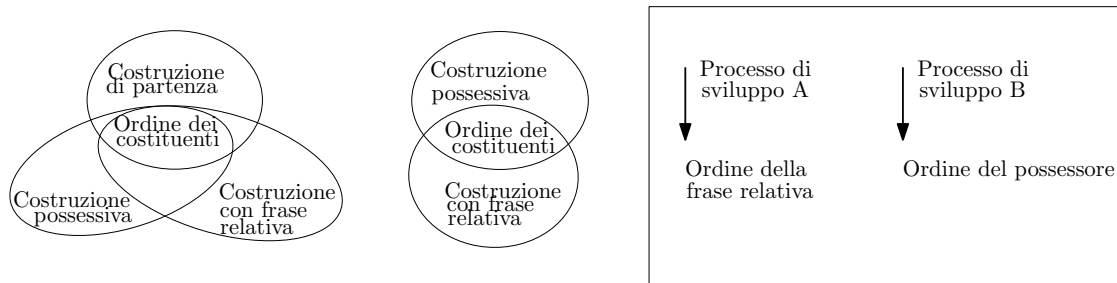 Costruzione
di partenza
Ordine dei
costituenti
Costruzione
possessiva
Costruzione
con frase
relativa
Costruzione
possessiva
Ordine dei
costituenti
Costruzione
con frase
relativa
Processo di
sviluppo A
Ordine della
frase relativa
Processo di
sviluppo B
Ordine del possessore